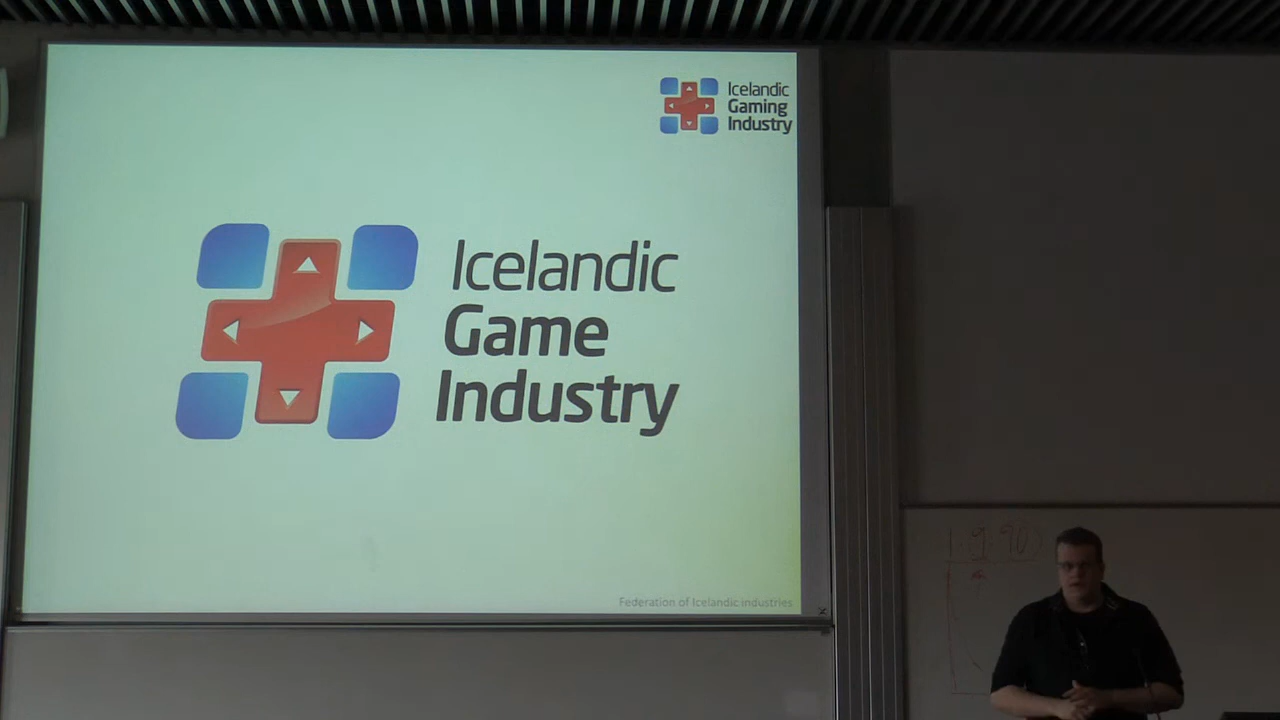 Icelandic
Gaming
Industry
Icelandic
Game
Industry
Federation of Icelandic industries